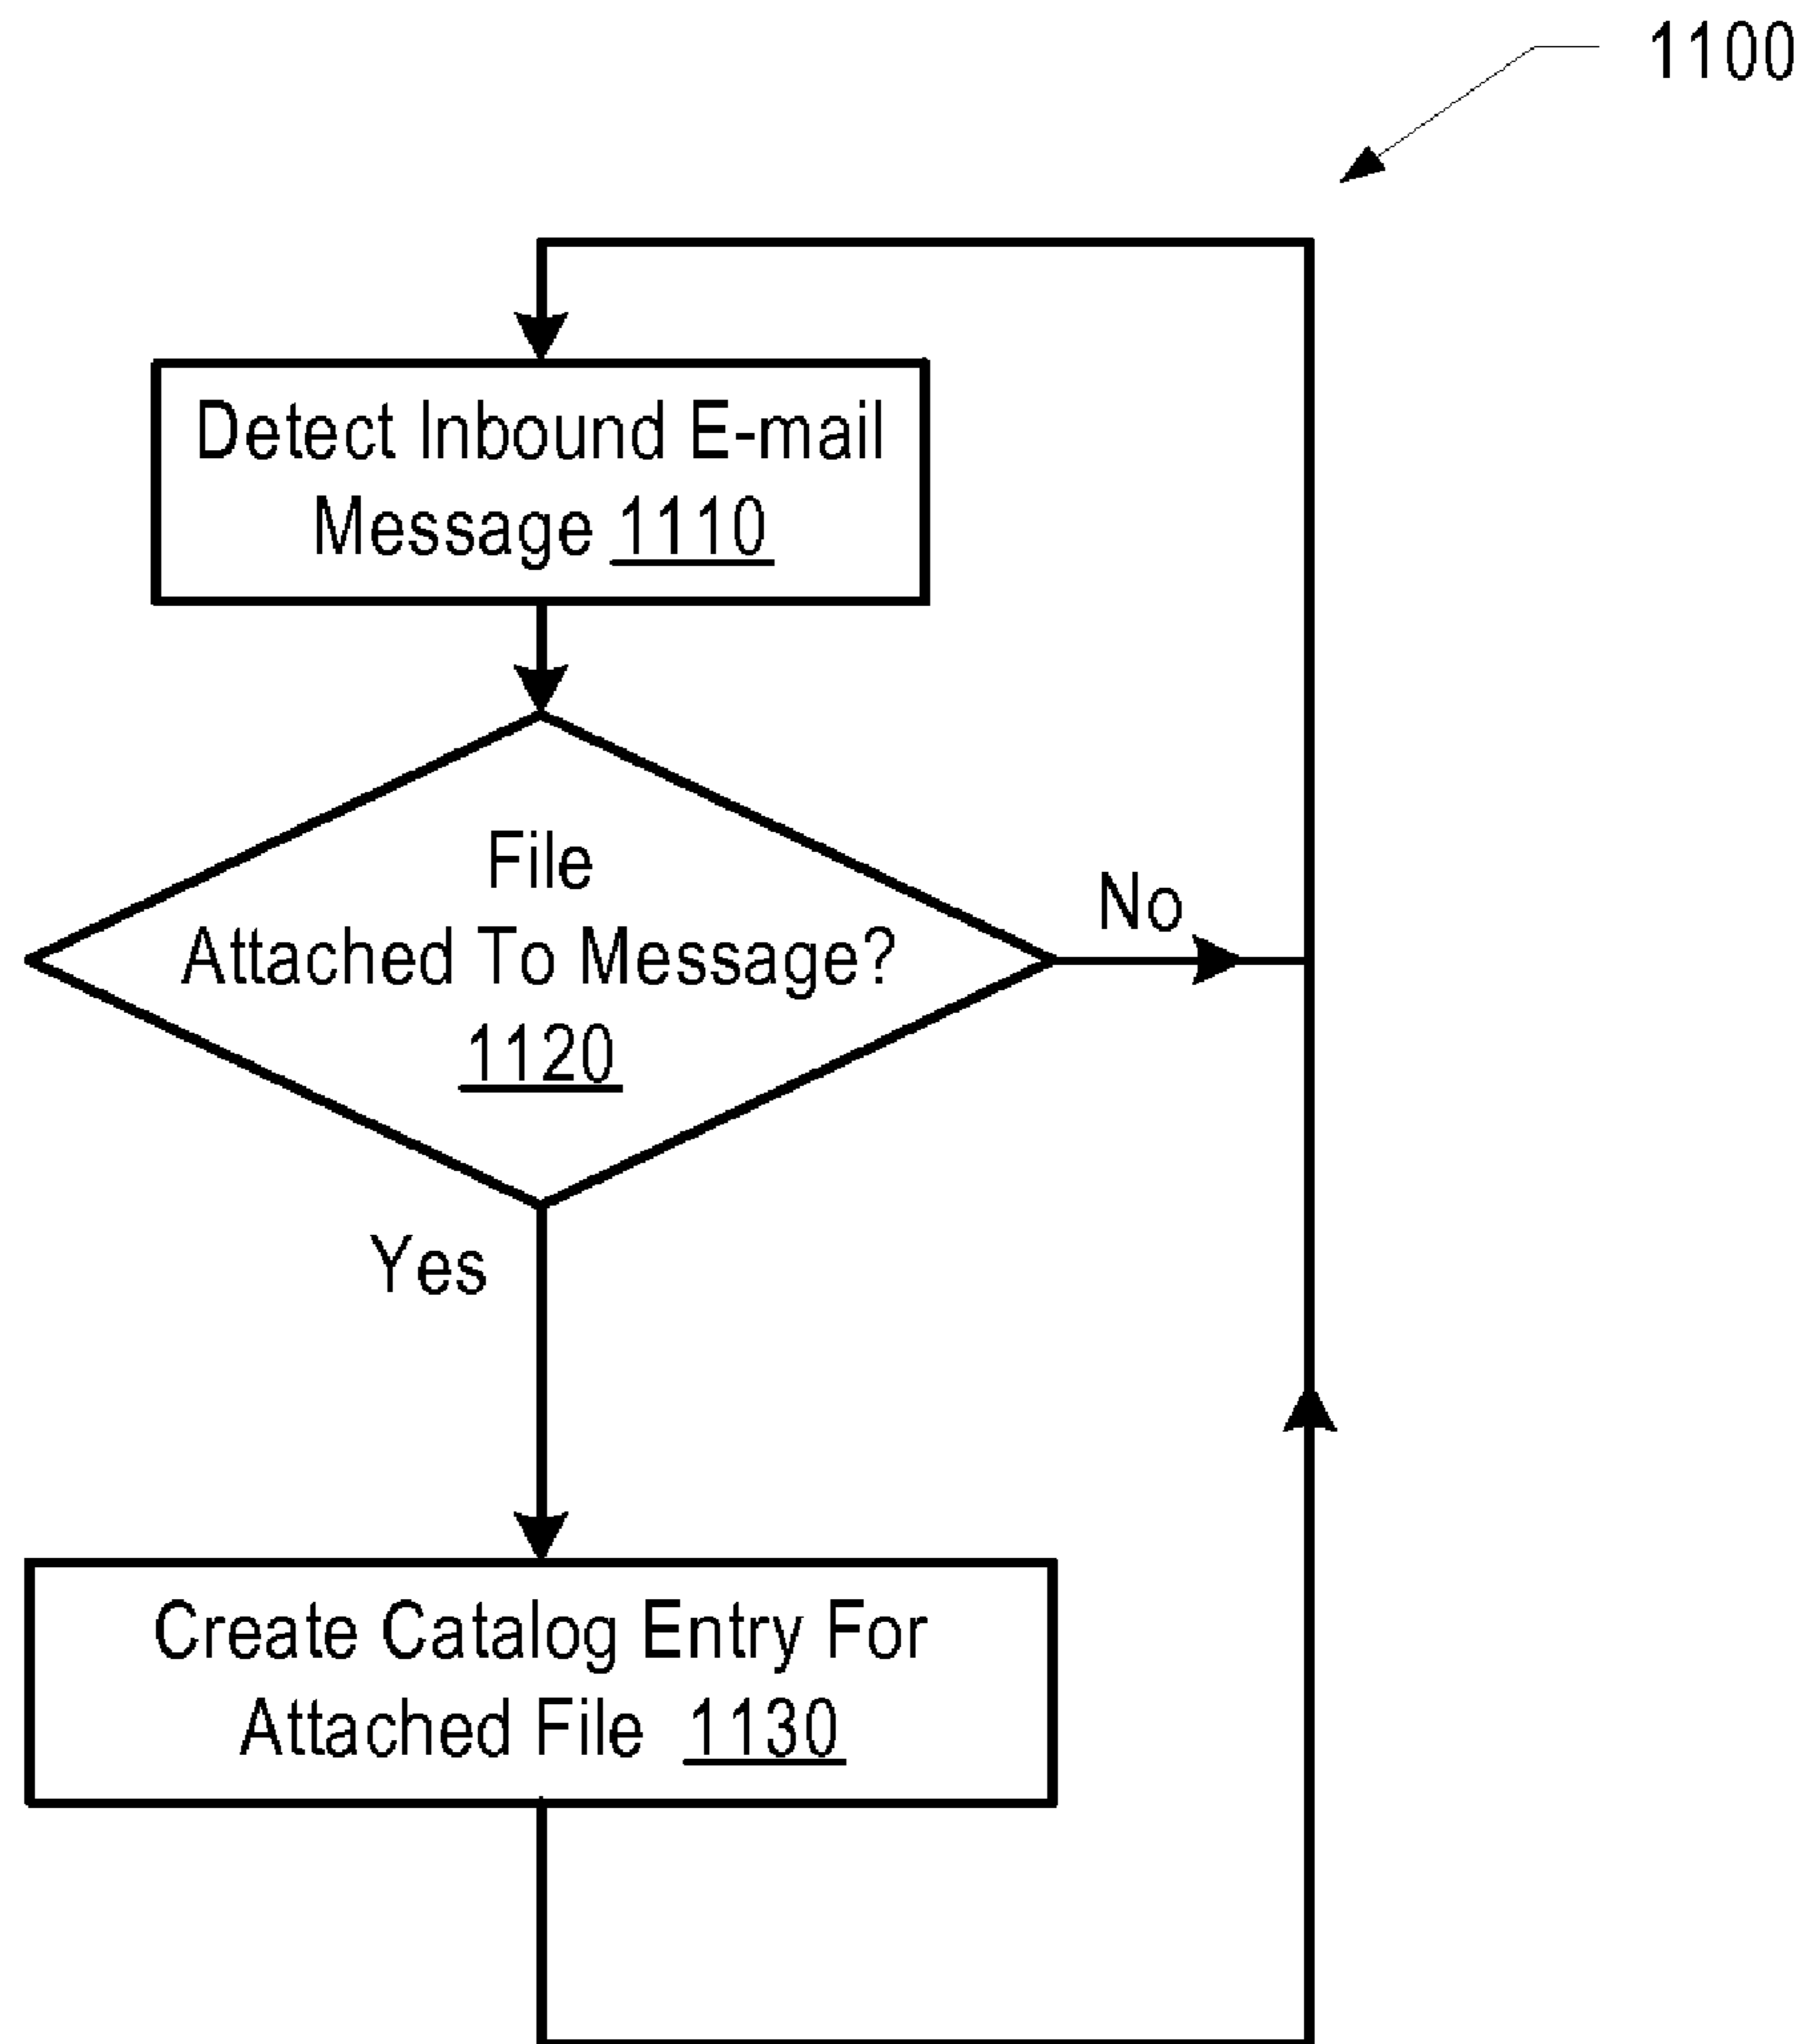 1100
Detect Inbound E-mail
Message 1110
File
Attached To Message?
1120
No
Yes
Create Catalog Entry For
Attached File 1130